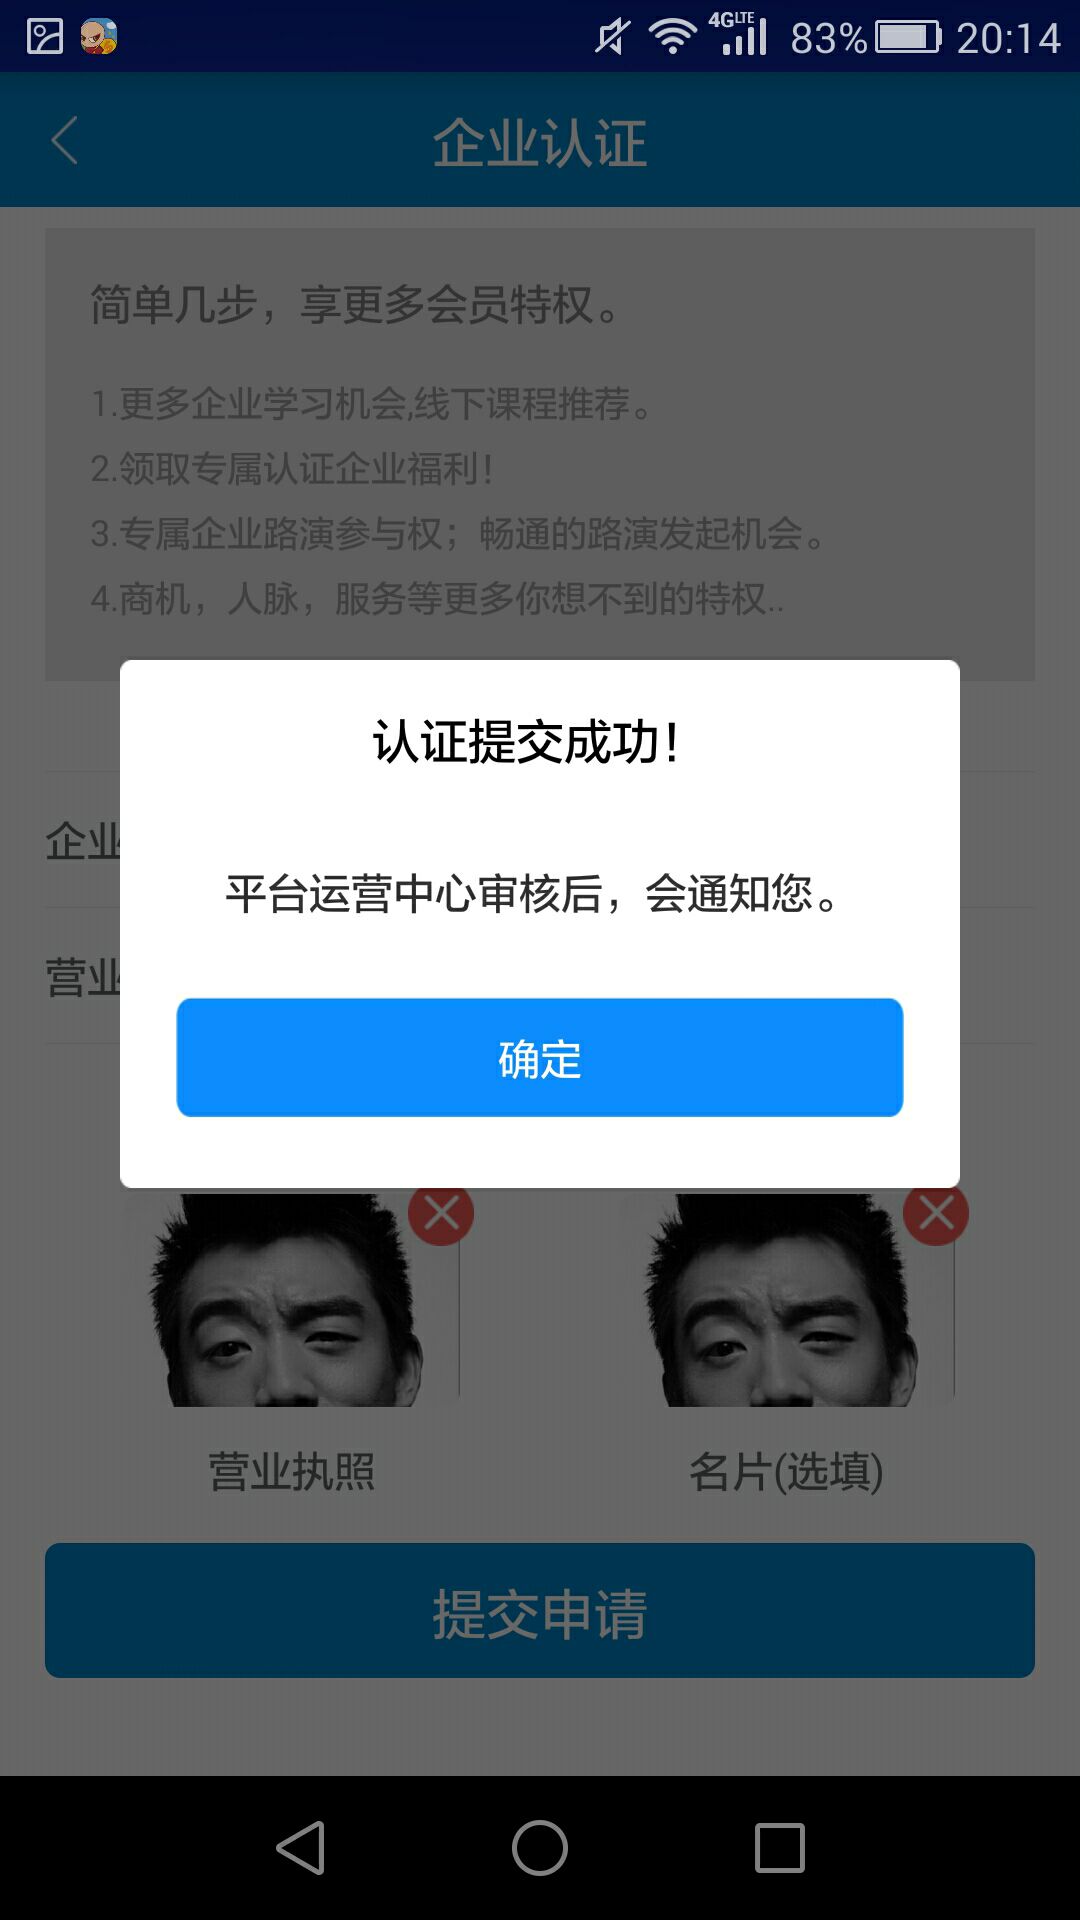 4G LTE 83% 20:14
企业认证
简单几步，享更多会员特权。
1.更多企业学习机会,线下课程推荐。
2.领取专属认证企业福利！
3.专属企业路演参与权；畅通的路演发起机会。
4.商机，人脉，服务等更多你想不到的特权..
认证提交成功！
企业
平台运营中心审核后，会通知您。
营业
确定
营业执照
名片(选填)
提交申请